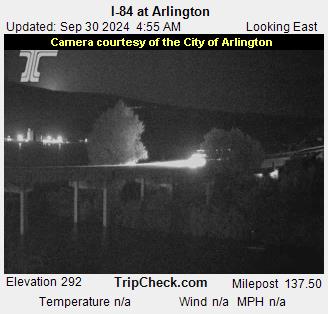 I-84 at Arlington
Updated: Sep 30 2024 4:55 AM Looking East
Camera courtesy of the City of Arlington
Elevation 292 TripCheck.com Milepost 137.50
Temperature n/a Wind n/a MPH n/a